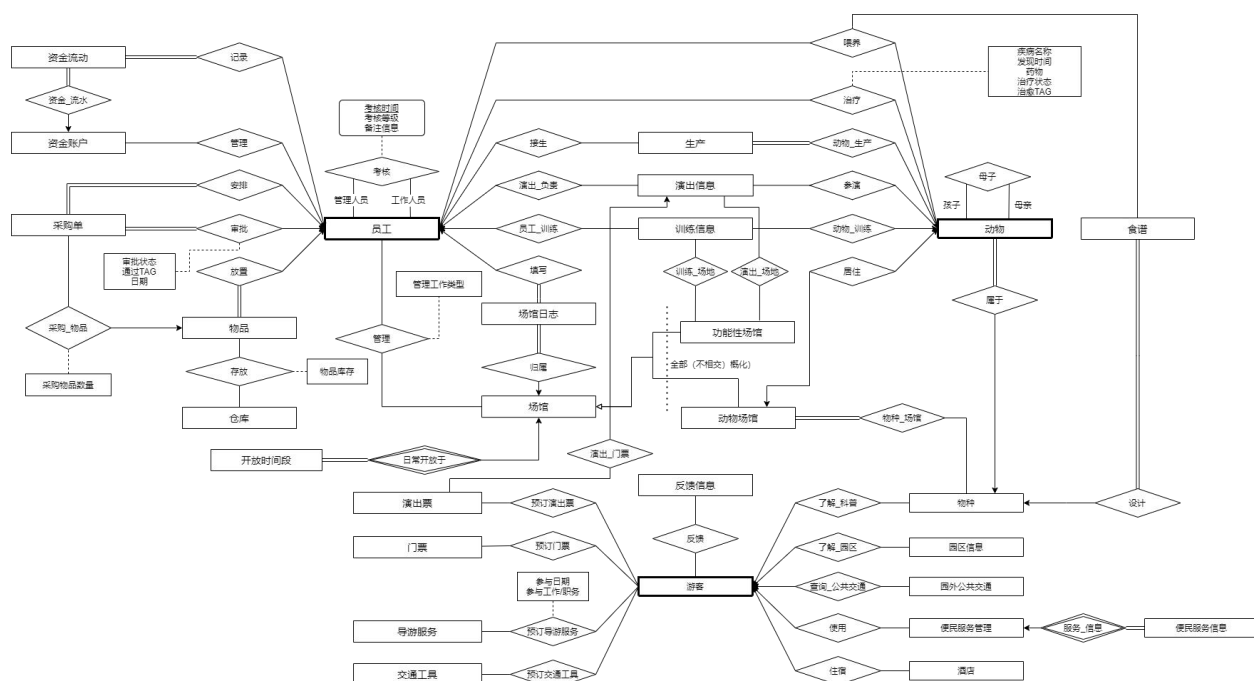 资金流动
记录
喂养
疾病名称
发现时间
药物
治疗状态
治愈TAG
资金_流水
考核时间
考核等级
备注信息
治疗
资金账户
管理
接生
生产
动物_生产
考核
母子
安排
管理人员
工作人员
演出_负责
演出信息
参演
孩子
母亲
采购单
审批
员工
员工_训练
训练信息
动物_训练
动物
食谱
审批状态
通过TAG
日期
放置
管理工作类型
填写
训练_场地
演出_场地
居住
属于
采购_物品
物品
管理
场馆日志
功能性场馆
全部（不相交）概化）
采购物品数量
存放
物品库存
归属
仓库
场馆
动物场馆
物种_场馆
开放时间段
日常开放于
演出_门票
反馈信息
演出票
预订演出票
了解_科普
物种
设计
门票
预订门票
反馈
了解_园区
园区信息
参与日期
参与工作/职务
游客
查询_公共交通
园外公共交通
导游服务
预订导游服务
使用
便民服务管理
服务_信息
便民服务信息
交通工具
预订交通工具
住宿
酒店